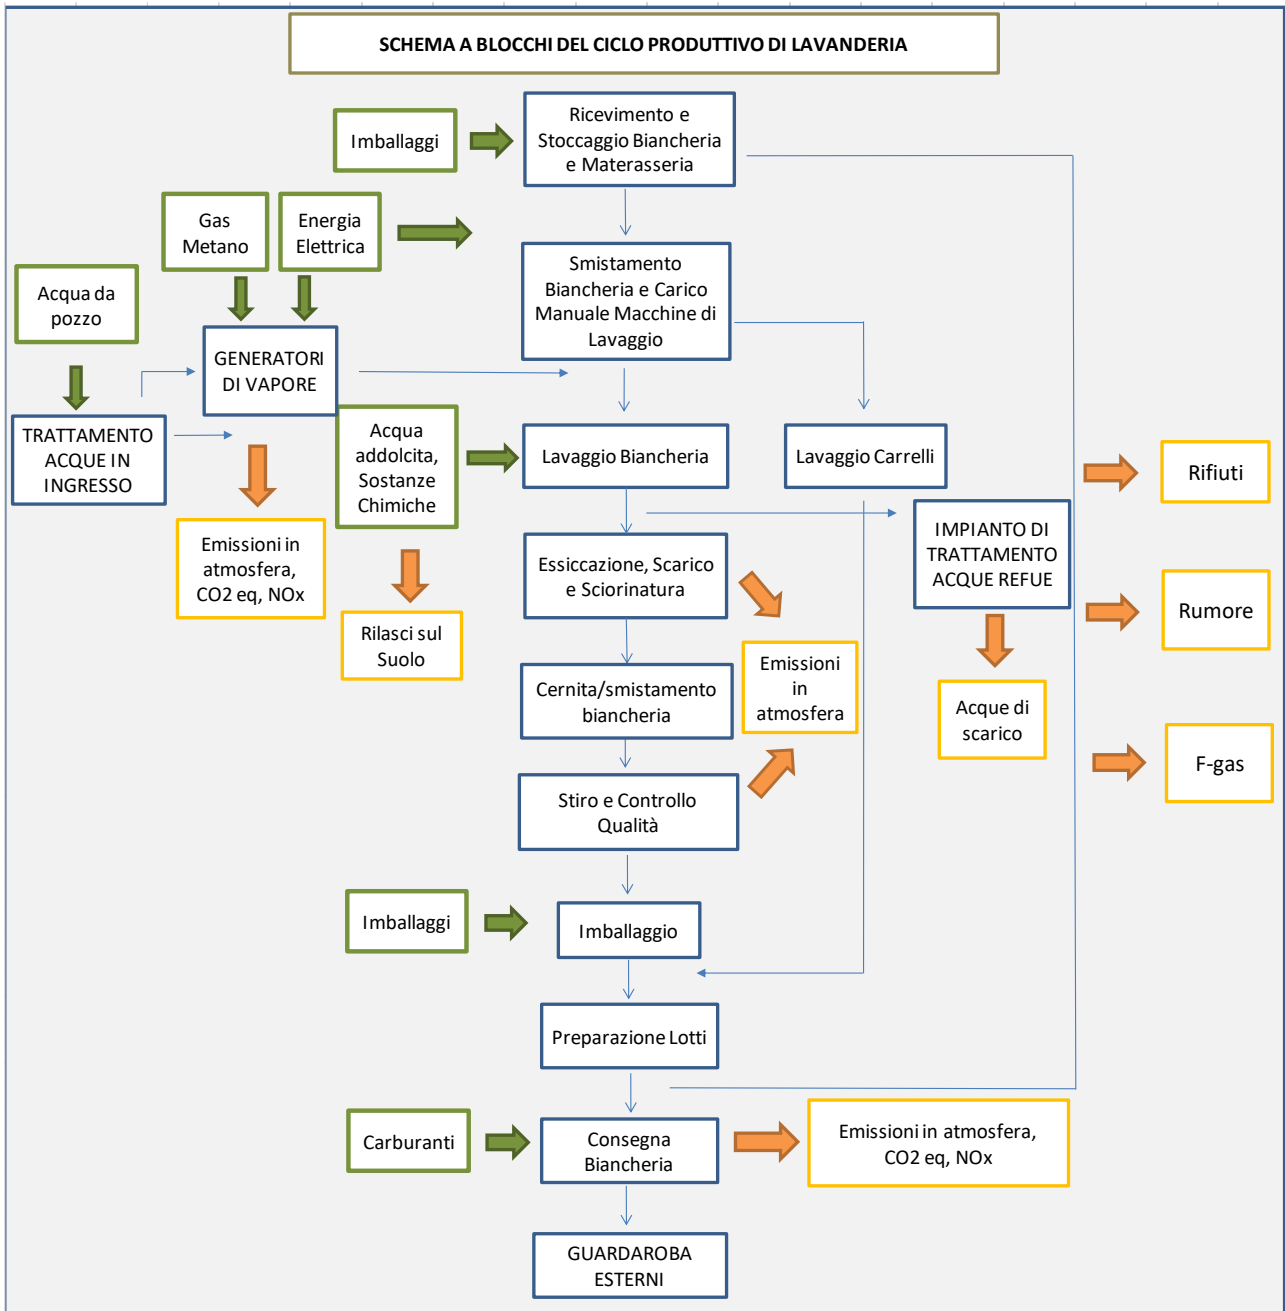 SCHEMA A BLOCCHI DEL CICLO PRODUTTIVO DI LAVANDERIA
Imballaggi
Ricevimento e
Stoccaggio Biancheria
e Materasseria
Gas
Metano
Energia
Elettrica
Acqua da
pozzo
Smistamento
Biancheria e Carico
Manuale Macchine di
Lavaggio
GENERATORI
DI VAPORE
TRATTAMENTO
ACQUE IN
INGRESSO
Acqua
addolcita,
Sostanze
Chimiche
Lavaggio Biancheria
Lavaggio Carrelli
Rifiuti
Emissioni in
atmosfera,
CO2 eq, NOx
Essiccazione, Scarico
e Sciorinatura
IMPIANTO DI
TRATTAMENTO
ACQUE REFUE
Rumore
Rilasci sul
Suolo
Cernita/smistamento
biancheria
Emissioni
in
atmosfera
Acque di
scarico
F-gas
Stiro e Controllo
Qualità
Imballaggi
Imballaggio
Preparazione Lotti
Carburanti
Consegna
Biancheria
Emissioni in atmosfera,
CO2 eq, NOx
GUARDAROBA
ESTERNI